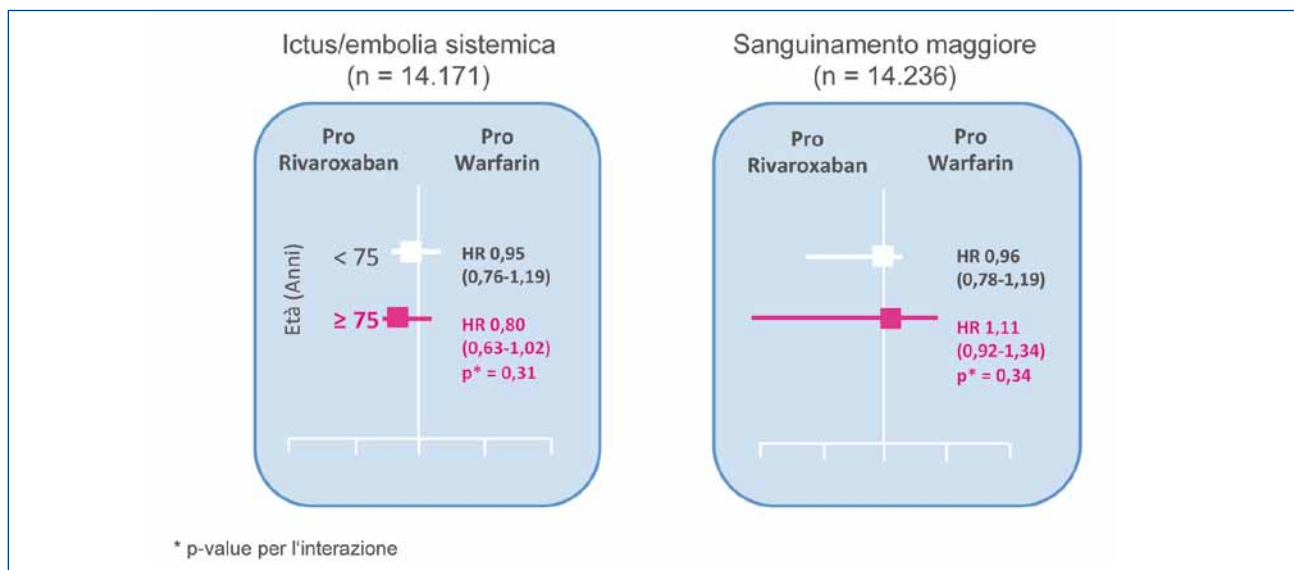 Ictus/embolia sistemica
(n = 14.171)
Pro
Rivaroxaban
Pro
Warfarin
Età (Anni)
< 75
HR 0,95
(0,76-1,19)
≥ 75
HR 0,80
(0,63-1,02)
p* = 0,31
Sanguinamento maggiore
(n = 14.236)
Pro
Rivaroxaban
Pro
Warfarin
HR 0,96
(0,78-1,19)
HR 1,11
(0,92-1,34)
p* = 0,34
* p-value per l'interazione